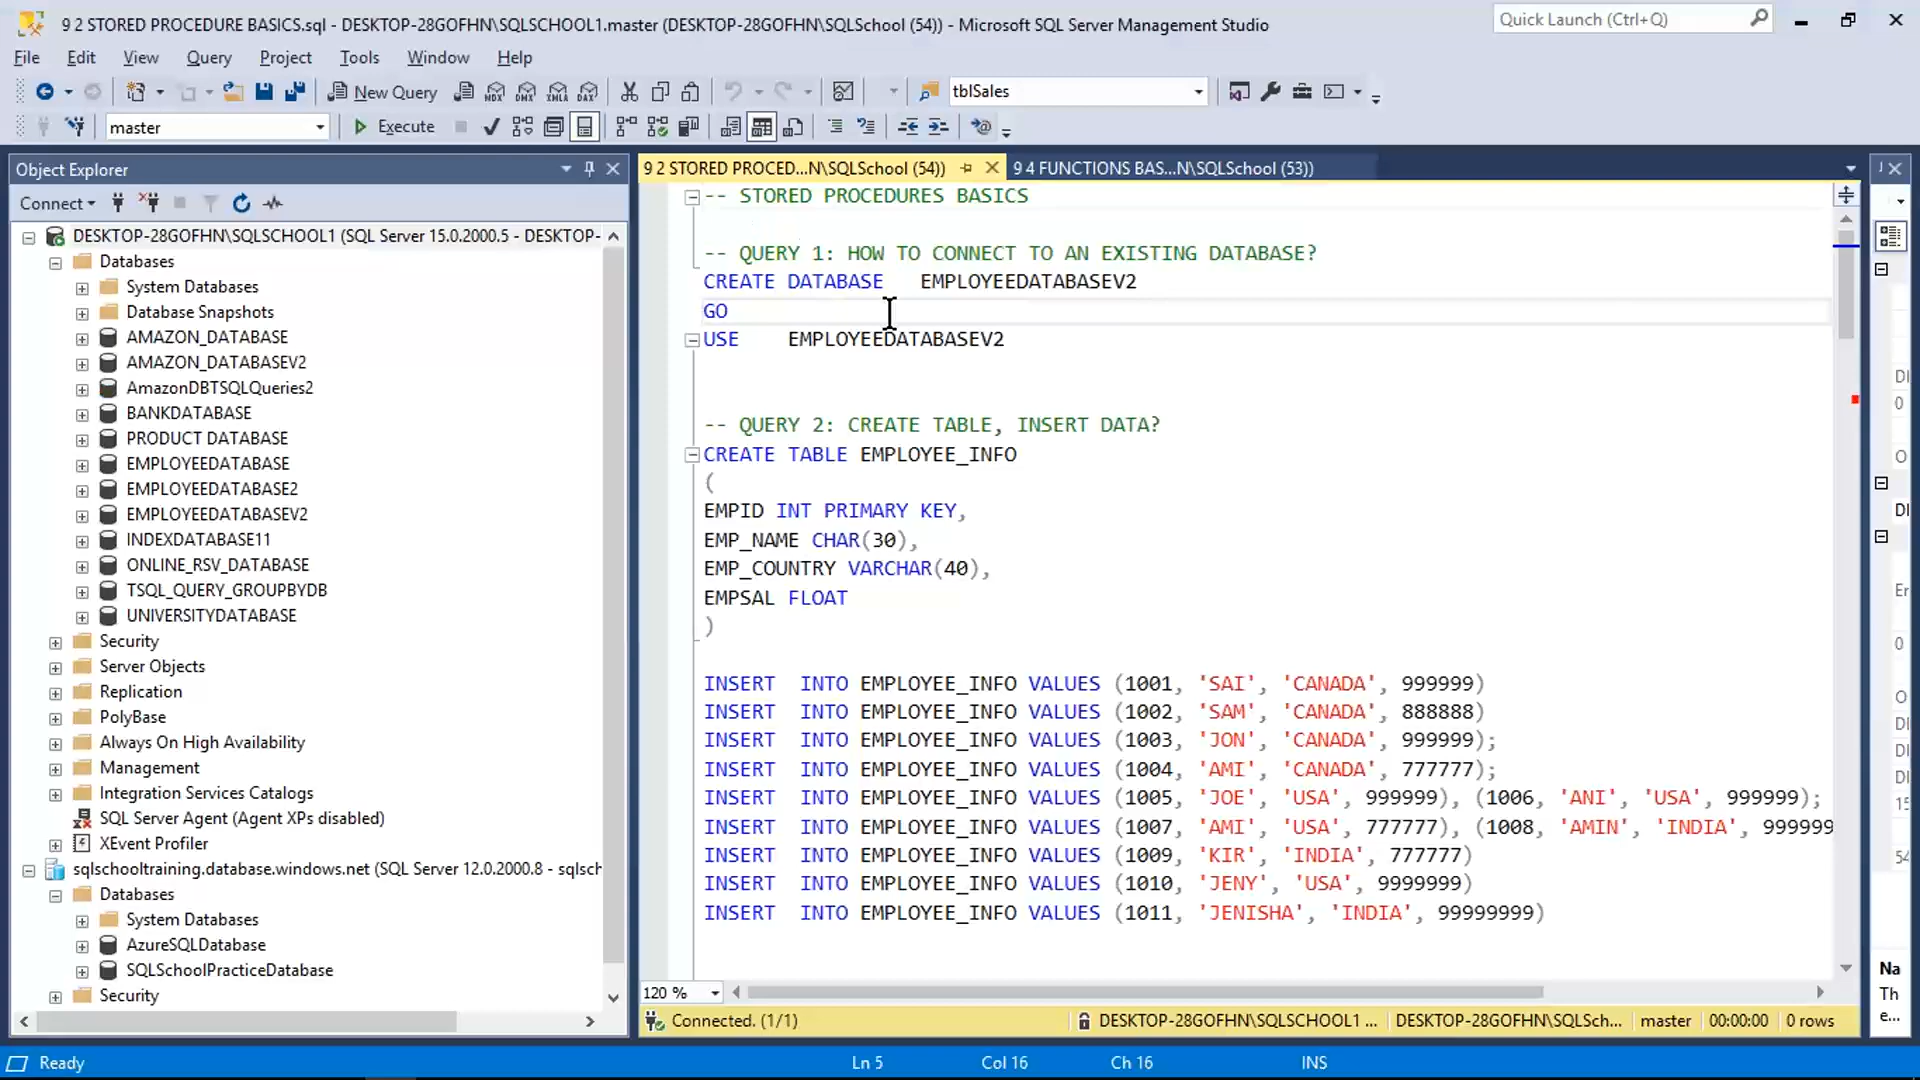 9 2 STORED PROCEDURE BASICS.sql - DESKTOP-28GOFHN\SQLSCHOOL1.master (DESKTOP-28GOFHN\SQLSchool (54)) - Microsoft SQL Server Management Studio
Quick Launch (Ctrl+Q)
File Edit View Query Project Tools Window Help
New Query
tblSales
master
Execute
Object Explorer
9 2 STORED PROCED...N\SQLSchool (54))
9 4 FUNCTIONS BAS...N\SQLSchool (53))
Connect
DESKTOP-28GOFHN\SQLSCHOOL1 (SQL Server 15.0.2000.5 - DESKTOP-
Databases
System Databases
Database Snapshots
AMAZON_DATABASE
AMAZON_DATABASEV2
AmazonDBTSQLQueries2
BANKDATABASE
PRODUCT DATABASE
EMPLOYEEDATABASE
EMPLOYEEDATABASE2
EMPLOYEEDATABASEV2
INDEXDATABASE11
ONLINE_RSV_DATABASE
TSQL_QUERY_GROUPBYDB
UNIVERSITYDATABASE
Security
Server Objects
Replication
PolyBase
Always On High Availability
Management
Integration Services Catalogs
SQL Server Agent (Agent XPs disabled)
XEvent Profiler
sqlschooltraining.database.windows.net (SQL Server 12.0.2000.8 - sqlsch
Databases
System Databases
AzureSQLDatabase
SQLSchoolPracticeDatabase
Security
-- STORED PROCEDURES BASICS
-- QUERY 1: HOW TO CONNECT TO AN EXISTING DATABASE?
CREATE DATABASE EMPLOYEEDATABASEV2
GO
USE EMPLOYEEDATABASEV2
-- QUERY 2: CREATE TABLE, INSERT DATA?
CREATE TABLE EMPLOYEE_INFO
(
EMPID INT PRIMARY KEY,
EMP_NAME CHAR(30),
EMP_COUNTRY VARCHAR(40),
EMPSAL FLOAT
)
INSERT INTO EMPLOYEE_INFO VALUES (1001, 'SAI', 'CANADA', 999999)
INSERT INTO EMPLOYEE_INFO VALUES (1002, 'SAM', 'CANADA', 888888)
INSERT INTO EMPLOYEE_INFO VALUES (1003, 'JON', 'CANADA', 999999);
INSERT INTO EMPLOYEE_INFO VALUES (1004, 'AMI', 'CANADA', 777777);
INSERT INTO EMPLOYEE_INFO VALUES (1005, 'JOE', 'USA', 999999), (1006, 'ANI', 'USA', 999999);
INSERT INTO EMPLOYEE_INFO VALUES (1007, 'AMI', 'USA', 777777), (1008, 'AMIN', 'INDIA', 999999
INSERT INTO EMPLOYEE_INFO VALUES (1009, 'KIR', 'INDIA', 777777)
INSERT INTO EMPLOYEE_INFO VALUES (1010, 'JENY', 'USA', 9999999)
INSERT INTO EMPLOYEE_INFO VALUES (1011, 'JENISHA', 'INDIA', 99999999)
120 %
Connected. (1/1)
DESKTOP-28GOFHN\SQLSCHOOL1 ... DESKTOP-28GOFHN\SQLSch... master 00:00:00 0 rows
DI
0
O
DI
Er
0
O
DI
DI
DI
15
54
Na
Th
e...
Ready
Ln 5 Col 16 Ch 16 INS